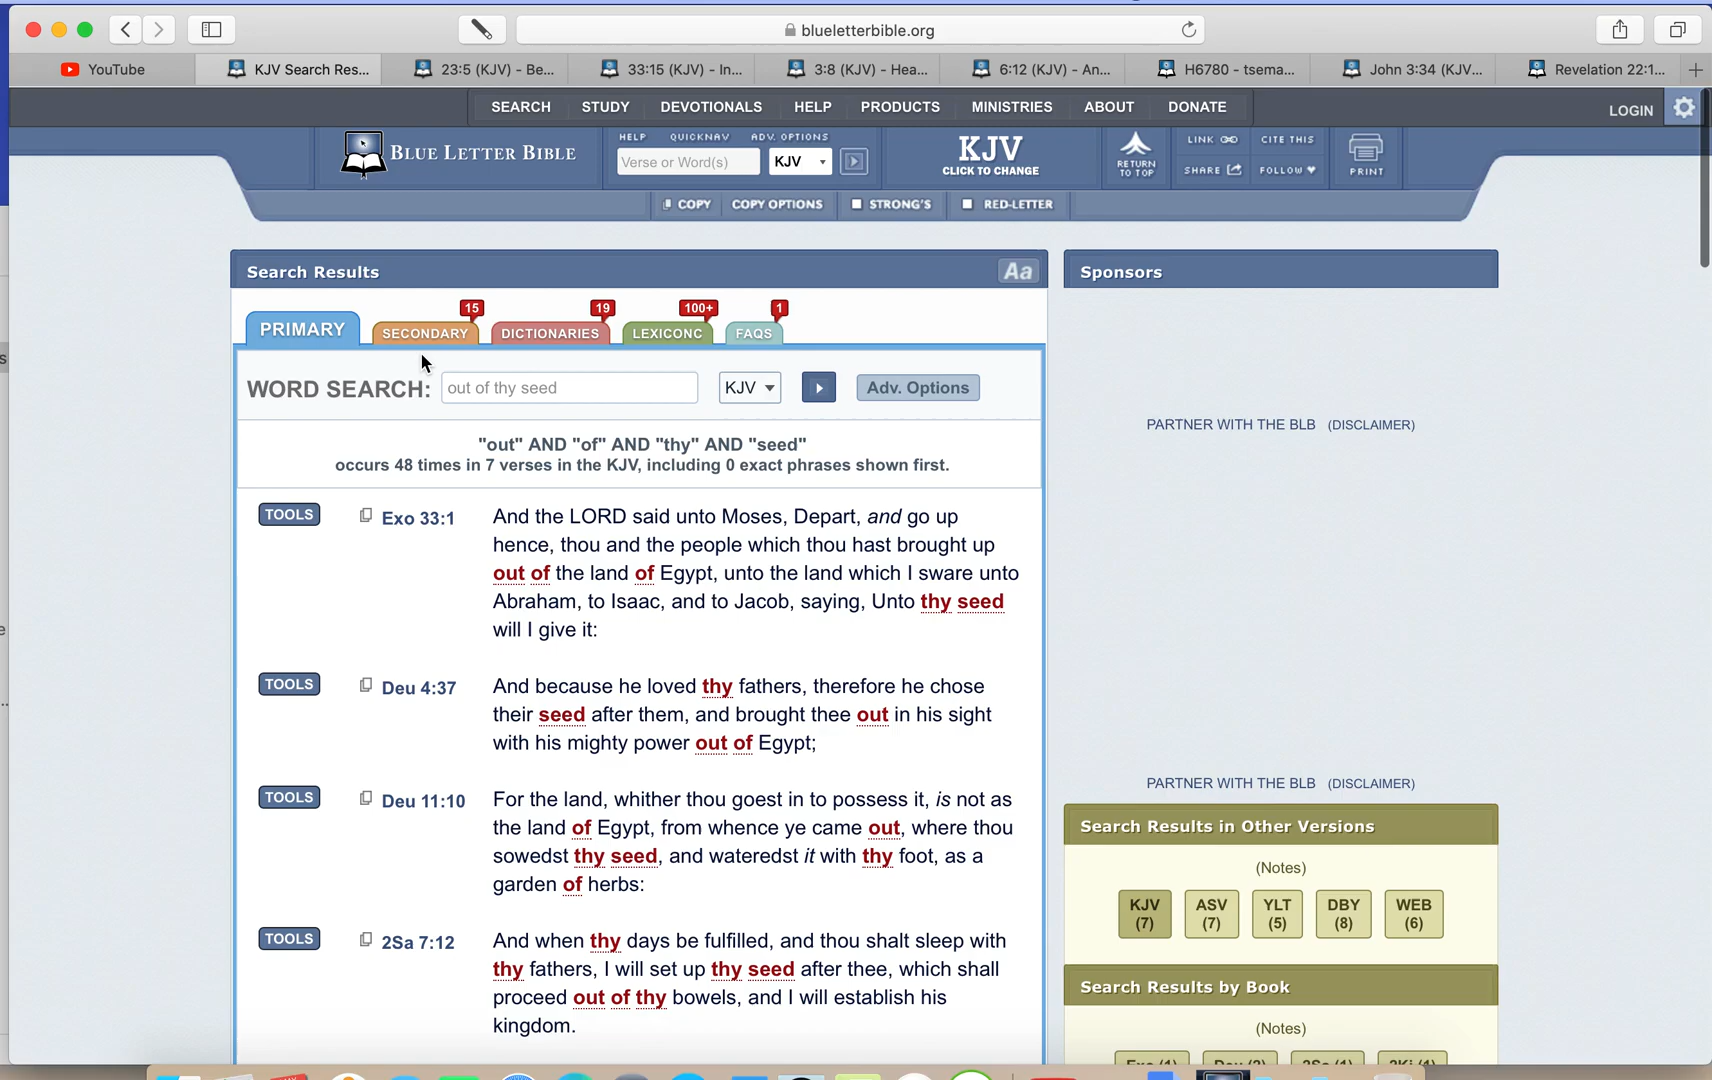 blueletterbible.org
YouTube
KJV Search Res...
23:5 (KJV) - Be...
33:15 (KJV) - In...
3:8 (KJV) - Hea...
6:12 (KJV) - An...
H6780 - tsema...
John 3:34 (KJV...
Revelation 22:1...
SEARCH STUDY DEVOTIONALS HELP PRODUCTS MINISTRIES ABOUT DONATE
LOGIN
BLUE LETTER BIBLE
HELP QUICKNAV ADV. OPTIONS
Verse or Word(s)
KJV
KJV
CLICK TO CHANGE
RETURN
TO TOP
LINK CITE THIS
SHARE FOLLOW
PRINT
COPY COPY OPTIONS STRONG'S RED-LETTER
Search Results
Aa
Sponsors
15 19 100+ 1
PRIMARY SECONDARY DICTIONARIES LEXICONC FAQS
WORD SEARCH: out of thy seed KJV Adv. Options
"out" AND "of" AND "thy" AND "seed"
occurs 48 times in 7 verses in the KJV, including 0 exact phrases shown first.
TOOLS Exo 33:1 And the LORD said unto Moses, Depart, and go up
hence, thou and the people which thou hast brought up
out of the land of Egypt, unto the land which I sware unto
Abraham, to Isaac, and to Jacob, saying, Unto thy seed
will I give it:
TOOLS Deu 4:37 And because he loved thy fathers, therefore he chose
their seed after them, and brought thee out in his sight
with his mighty power out of Egypt;
TOOLS Deu 11:10 For the land, whither thou goest in to possess it, is not as
the land of Egypt, from whence ye came out, where thou
sowedst thy seed, and wateredst it with thy foot, as a
garden of herbs:
TOOLS 2Sa 7:12 And when thy days be fulfilled, and thou shalt sleep with
thy fathers, I will set up thy seed after thee, which shall
proceed out of thy bowels, and I will establish his
kingdom.
PARTNER WITH THE BLB (DISCLAIMER)
PARTNER WITH THE BLB (DISCLAIMER)
Search Results in Other Versions
(Notes)
KJV ASV YLT DBY WEB
(7) (7) (5) (8) (6)
Search Results by Book
(Notes)
Exo (1) Deu (2) 2Sa (1) 2Ki (1)